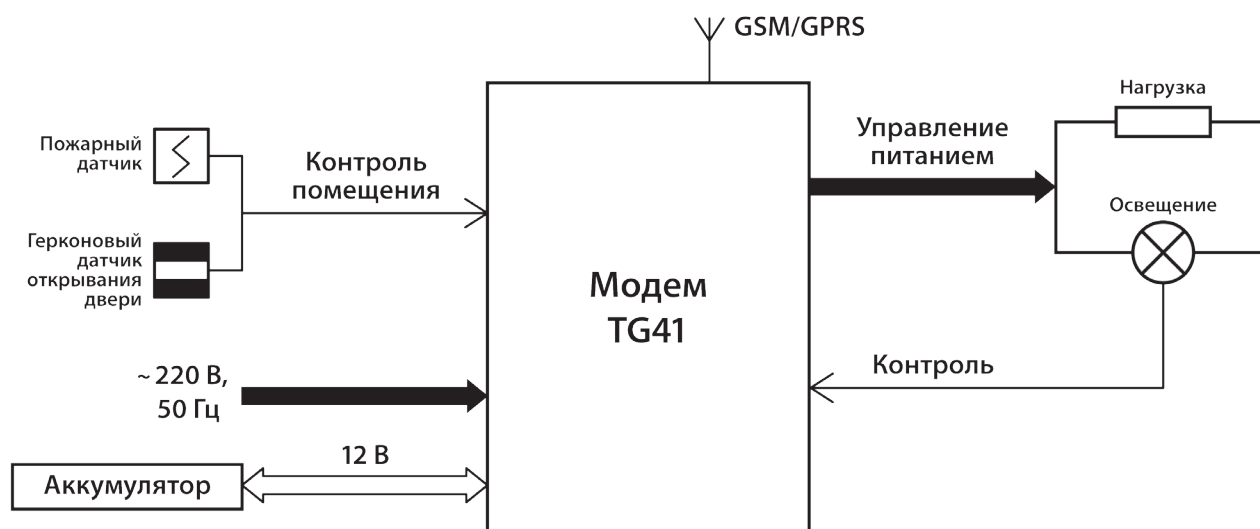 GSM/GPRS
Нагрузка
Пожарный
датчик
Контроль
помещения
Управление
питанием
Освещение
Герконовый
датчик
открывания
двери
Модем
TG41
~ 220 В,
50 Гц
Контроль
12 В
Аккумулятор